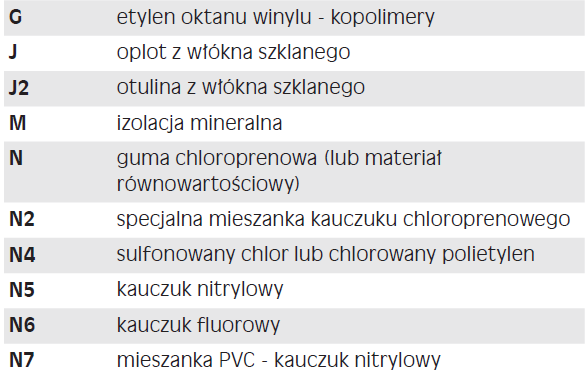 G etylen oktanu winylu - kopolimery
J oplot z włókna szklanego
J2 otulina z włókna szklanego
M izolacja mineralna
N guma chloroprenowa (lub materiał
równowartościowy)
N2 specjalna mieszanka kauczuku chloroprenowego
N4 sulfonowany chlor lub chlorowany polietylen
N5 kauczuk nitrylowy
N6 kauczuk fluorowy
N7 mieszanka PVC - kauczuk nitrylowy